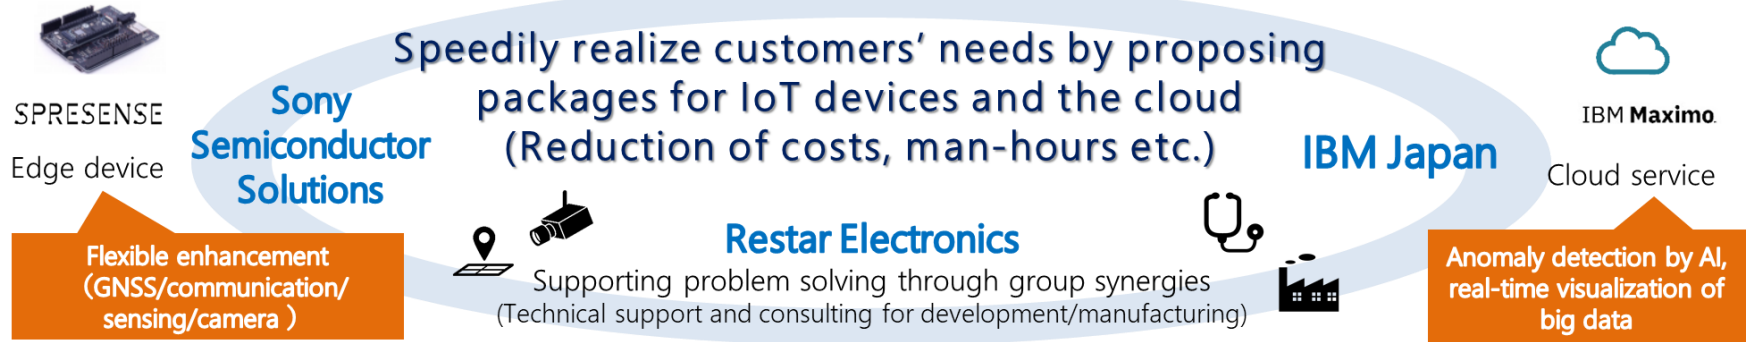 Speedily realize customers’ needs by proposing
packages for IoT devices and the cloud
(Reduction of costs, man-hours etc.)
SPRESENSE
Edge device
Sony
Semiconductor
Solutions
Flexible enhancement
（GNSS/communication/
sensing/camera ）
Restar Electronics
Supporting problem solving through group synergies
(Technical support and consulting for development/manufacturing)
IBM Japan
IBM Maximo.
Cloud service
Anomaly detection by AI,
real-time visualization of
big data